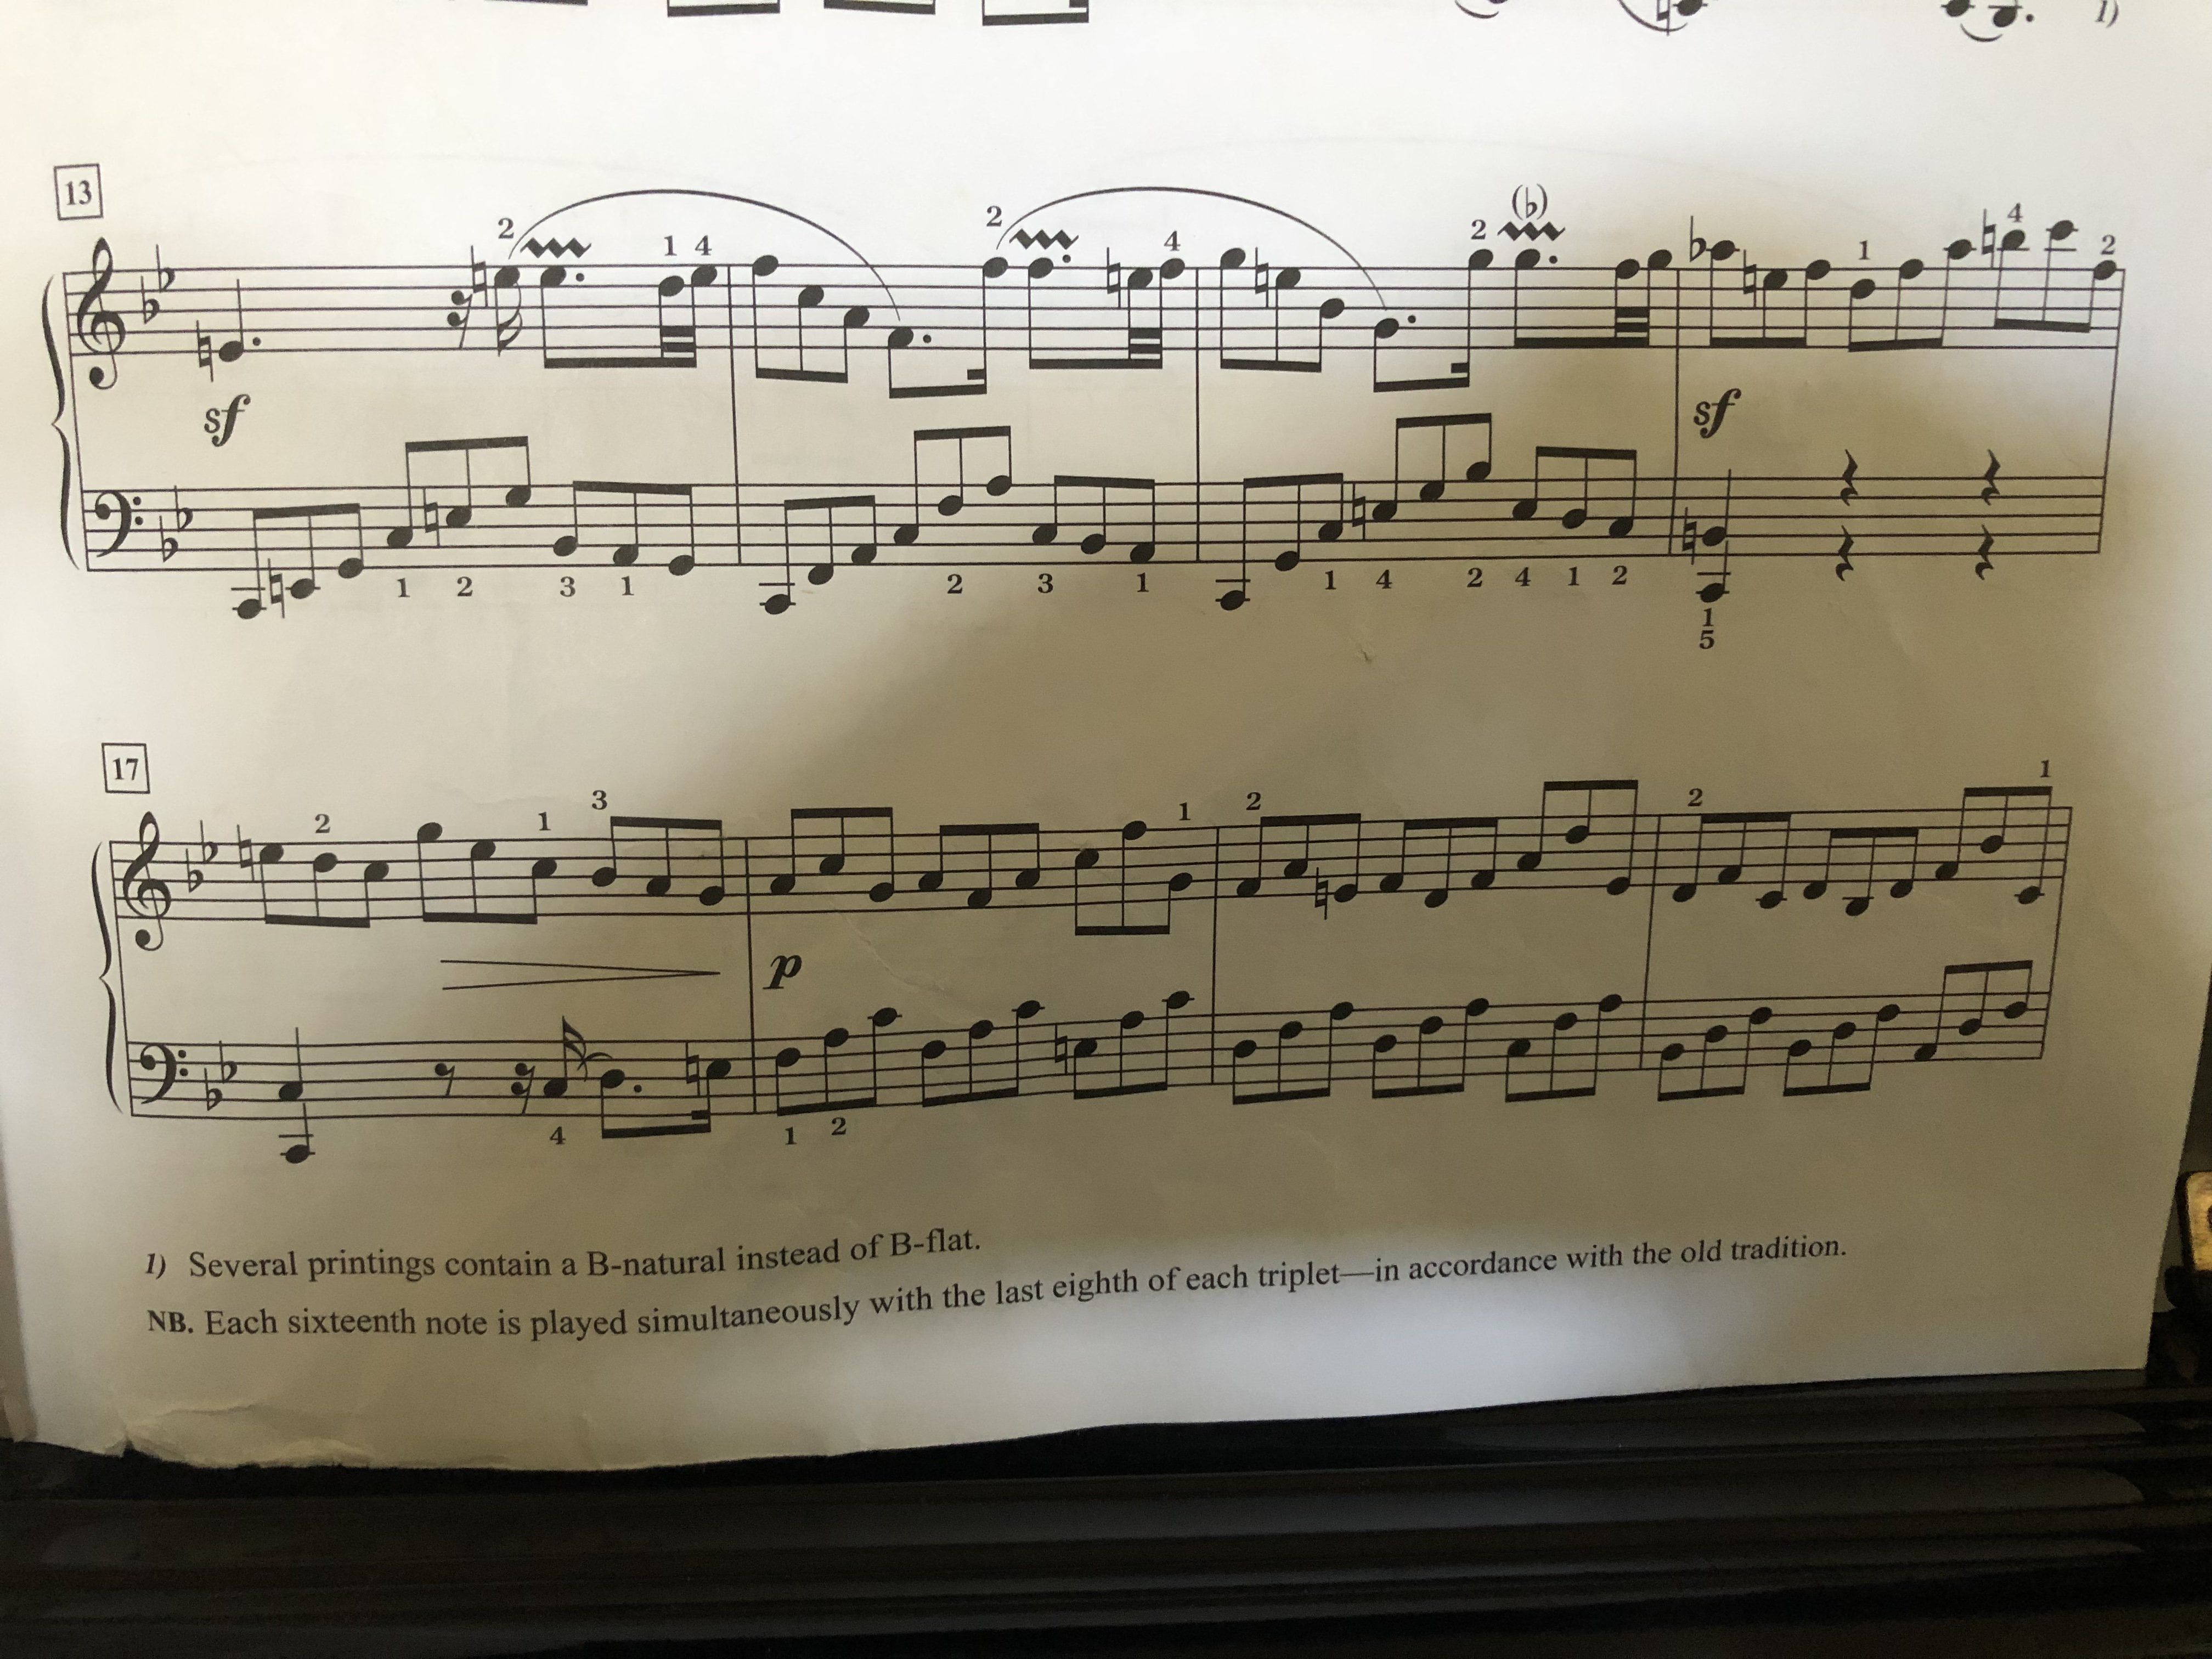 1)
13
2 1 4 2 4 2 (♭) 1 4 2
sf sf
1 2 3 1 2 3 1 1 4 2 4 1 2 1
5
17
2 1 3 1 2 2 1
p
4 1 2
1) Several printings contain a B-natural instead of B-flat.
NB. Each sixteenth note is played simultaneously with the last eighth of each triplet—in accordance with the old tradition.